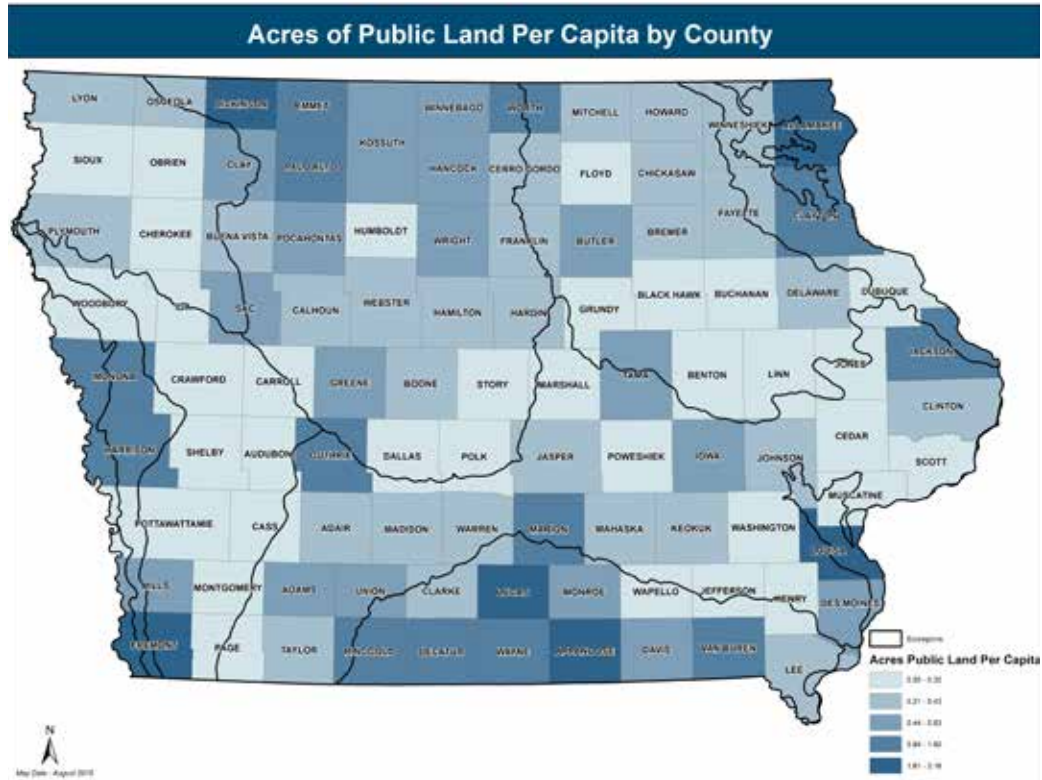 Acres of Public Land Per Capita by County
LYON OSCEOLA DICKINSON EMMET WINNEBAGO WORTH MITCHELL HOWARD WINNESHIEK ALLAMAKEE
KOSSUTH
SIOUX OBRIEN CLAY PALO ALTO HANCOCK CERRO GORDO FLOYD CHICKASAW
FAYETTE CLAYTON
PLYMOUTH CHEROKEE BUENA VISTA POCAHONTAS HUMBOLDT WRIGHT FRANKLIN BUTLER BREMER
WOODBURY IDA SAC CALHOUN WEBSTER HAMILTON HARDIN GRUNDY BLACK HAWK BUCHANAN DELAWARE DUBUQUE
MONONA CRAWFORD CARROLL GREENE BOONE STORY MARSHALL TAMA BENTON LINN JONES JACKSON
CLINTON
HARRISON SHELBY AUDUBON GUTHRIE DALLAS POLK JASPER POWESHIEK IOWA JOHNSON CEDAR SCOTT
MUSCATINE
POTTAWATTAMIE CASS ADAIR MADISON WARREN MARION MAHASKA KEOKUK WASHINGTON LOUISA
MILLS MONTGOMERY ADAMS UNION CLARKE LUCAS MONROE WAPELLO JEFFERSON HENRY DES MOINES
FREMONT PAGE TAYLOR RINGGOLD DECATUR WAYNE APPANOOSE DAVIS VAN BUREN LEE
Ecoregions
Acres Public Land Per Capita
0.21 - 0.43
N